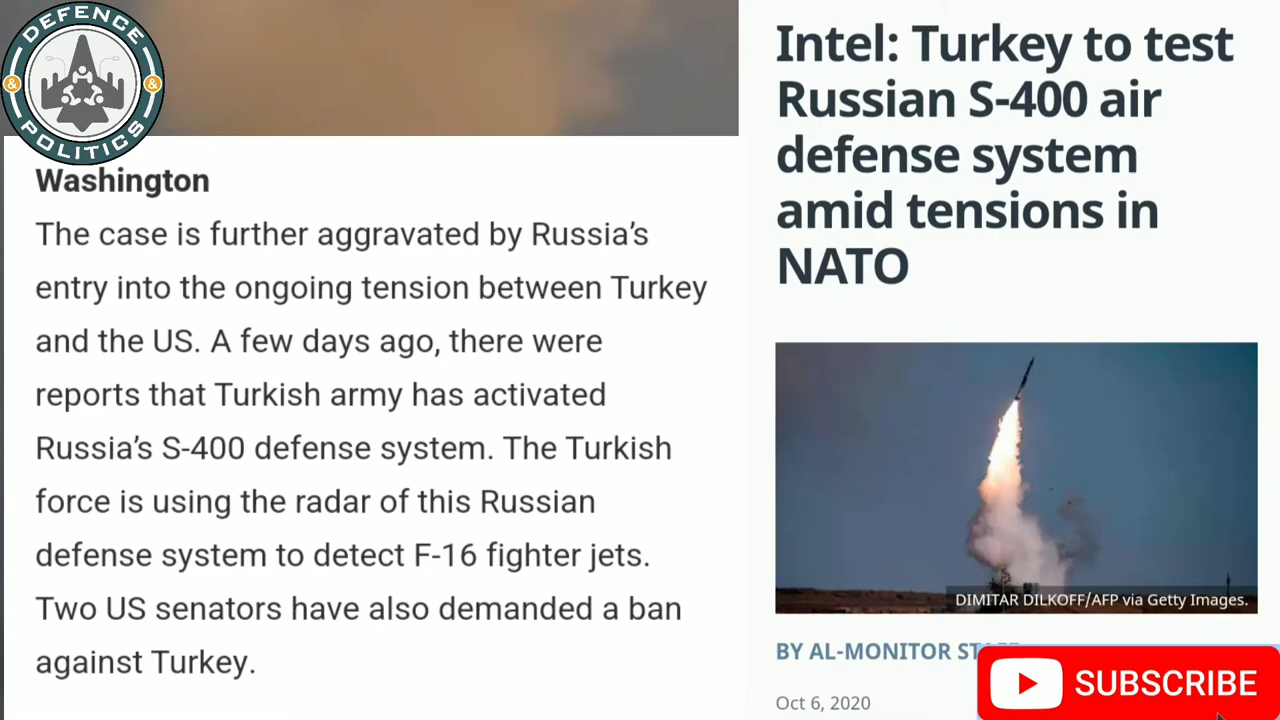 DEFENCE
&
&
POLITICS
Washington
The case is further aggravated by Russia’s
entry into the ongoing tension between Turkey
and the US. A few days ago, there were
reports that Turkish army has activated
Russia’s S-400 defense system. The Turkish
force is using the radar of this Russian
defense system to detect F-16 fighter jets.
Two US senators have also demanded a ban
against Turkey.
Intel: Turkey to test
Russian S-400 air
defense system
amid tensions in
NATO
DIMITAR DILKOFF/AFP via Getty Images.
BY AL-MONITOR
Oct 6, 2020
SUBSCRIBE